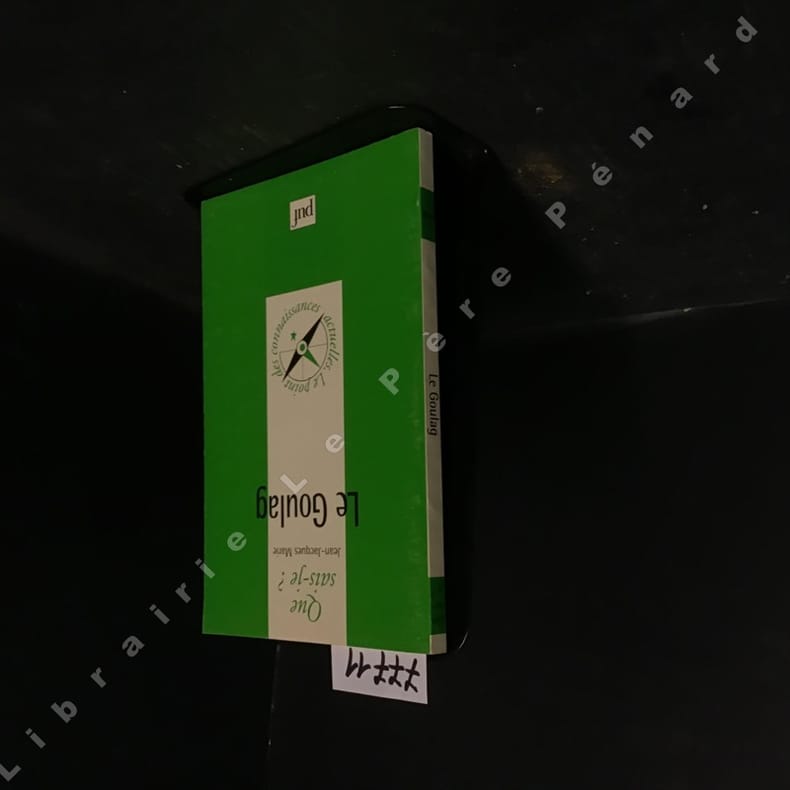 Que
sais-je ?
Jean-Jacques Marie
Le Goulag
Le point des connaissances actuelles.
puf
Le Goulag
77711
Librairie Le Père Pénard